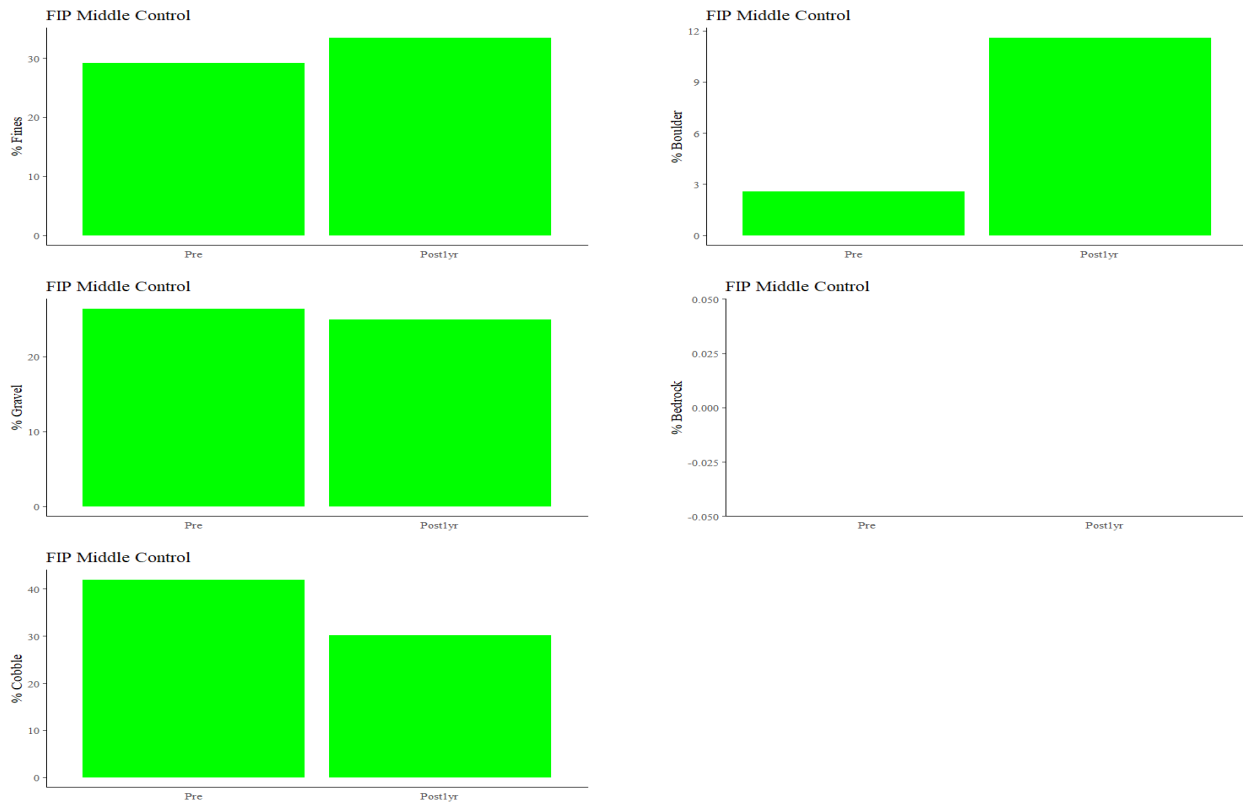 FIP Middle Control
% Fines
30
20
10
0
Pre Post1yr
FIP Middle Control
% Boulder
12
9
6
3
0
Pre Post1yr
FIP Middle Control
% Gravel
20
10
0
Pre Post1yr
FIP Middle Control
% Bedrock
0.050
0.025
0.000
-0.025
-0.050
Pre Post1yr
FIP Middle Control
% Cobble
40
30
20
10
0
Pre Post1yr